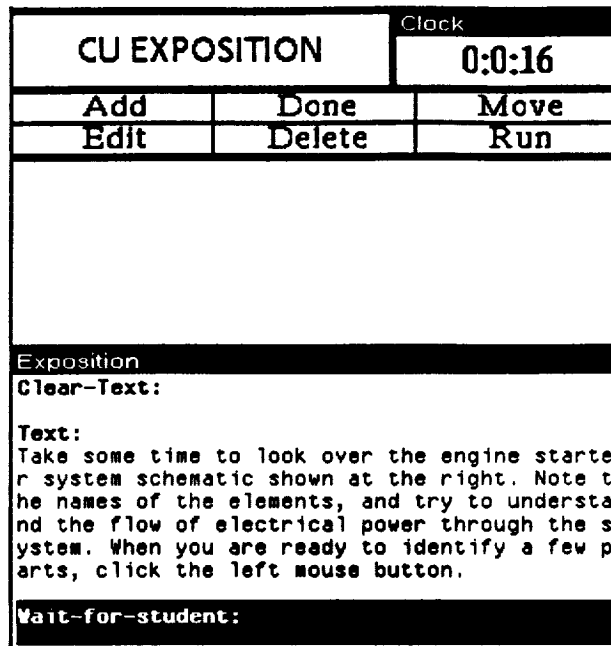 CU EXPOSITION
Clock
0:0:16
Add Done Move
Edit Delete Run
Exposition
Clear-Text:
Text:
Take some time to look over the engine starte
r system schematic shown at the right. Note t
he names of the elements, and try to understa
nd the flow of electrical power through the s
ystem. When you are ready to identify a few p
arts, click the left mouse button.
Wait-for-student: